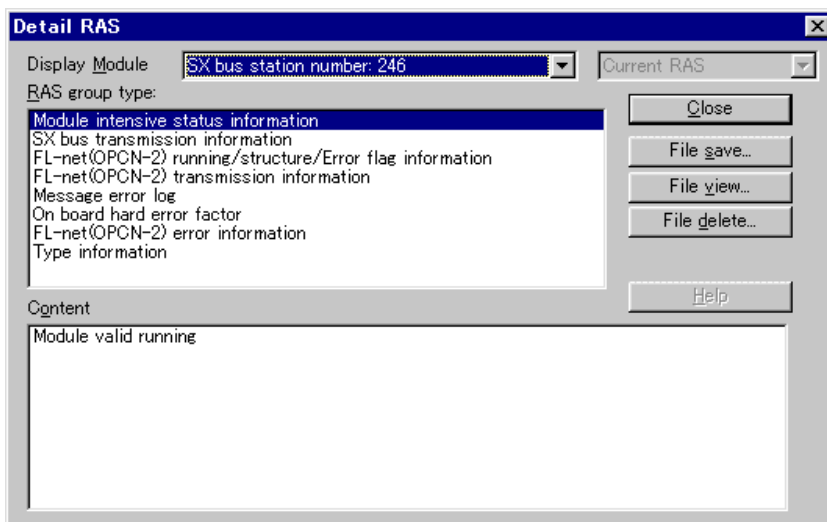 Detail RAS
Display Module
SX bus station number: 246
Current RAS
RAS group type:
Module intensive status information
SX bus transmission information
FL-net(OPCN-2) running/structure/Error flag information
FL-net(OPCN-2) transmission information
Message error log
On board hard error factor
FL-net(OPCN-2) error information
Type information
Close
File save...
File view...
File delete...
Help
Content
Module valid running